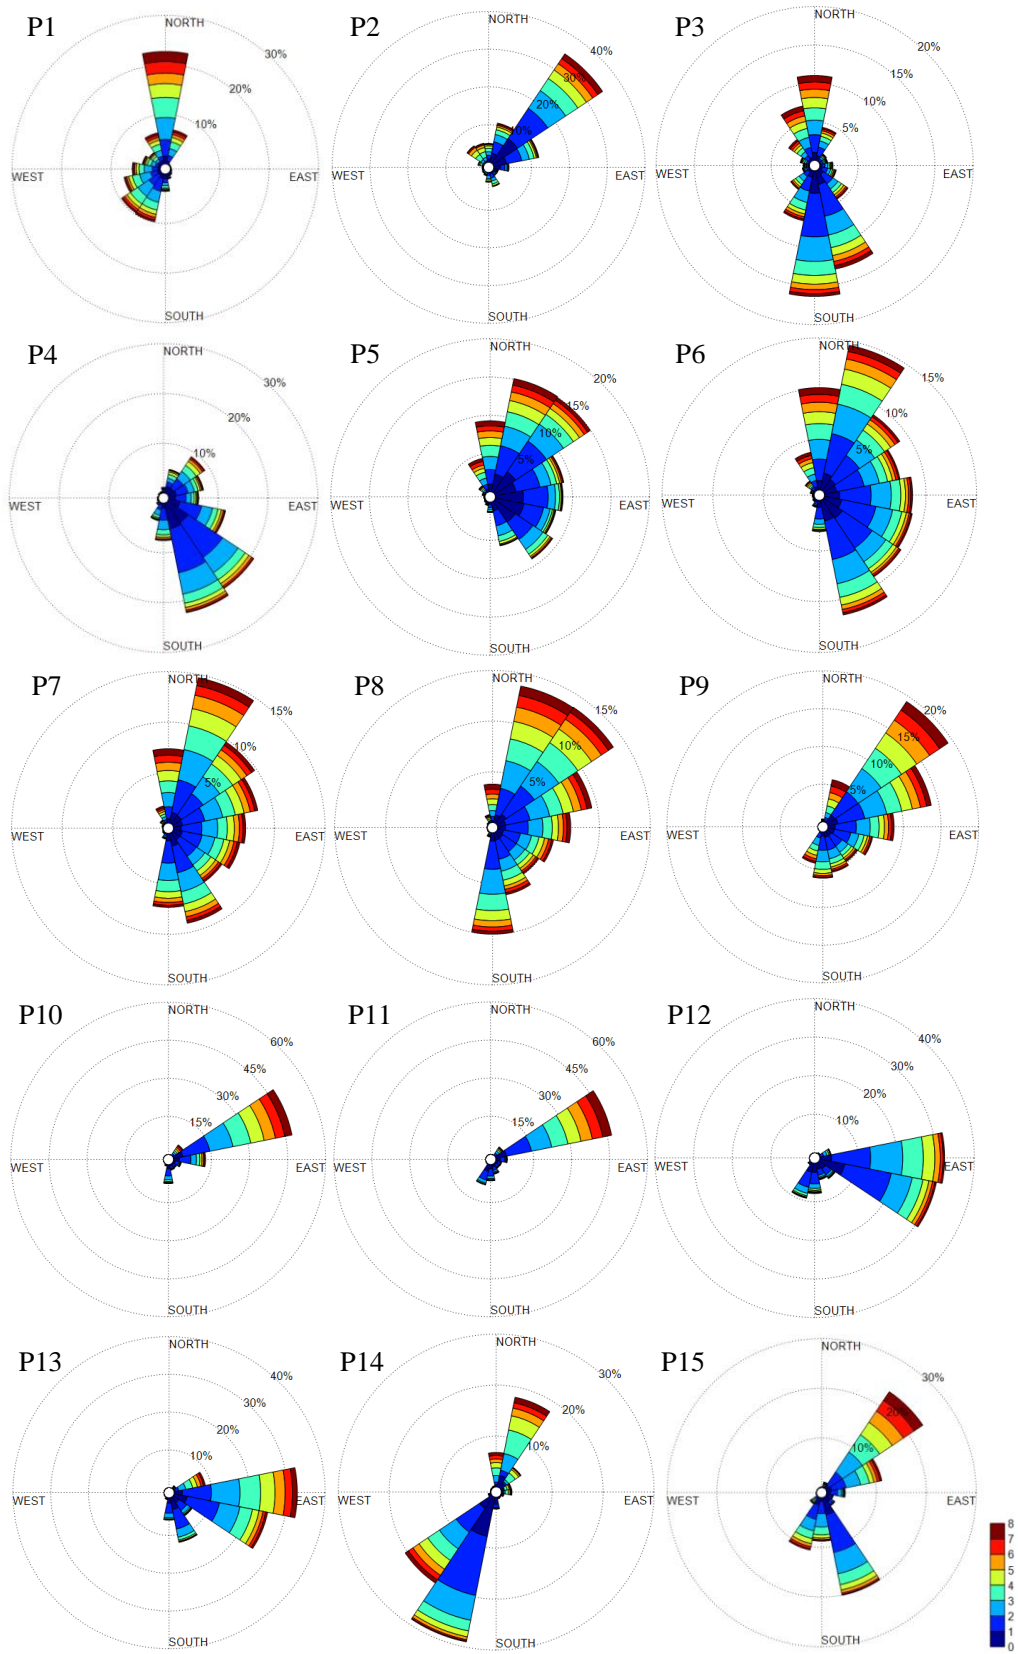 P1
NORTH
30%
20%
10%
WEST
EAST
SOUTH
P2
NORTH
40%
30%
20%
10%
WEST
EAST
SOUTH
P3
NORTH
20%
15%
10%
5%
WEST
EAST
SOUTH
P4
NORTH
30%
20%
10%
WEST
EAST
SOUTH
P5
NORTH
20%
15%
10%
5%
WEST
EAST
SOUTH
P6
NORTH
15%
10%
5%
WEST
EAST
SOUTH
P7
NORTH
15%
10%
5%
WEST
EAST
SOUTH
P8
NORTH
15%
10%
5%
WEST
EAST
SOUTH
P9
NORTH
20%
15%
10%
5%
WEST
EAST
SOUTH
P10
NORTH
60%
45%
30%
15%
WEST
EAST
SOUTH
P11
NORTH
60%
45%
30%
15%
WEST
EAST
SOUTH
P12
NORTH
40%
30%
20%
10%
WEST
EAST
SOUTH
P13
NORTH
40%
30%
20%
10%
WEST
EAST
SOUTH
P14
NORTH
30%
20%
10%
WEST
EAST
SOUTH
P15
NORTH
30%
20%
10%
WEST
EAST
SOUTH
8
7
6
5
4
3
2
1
0